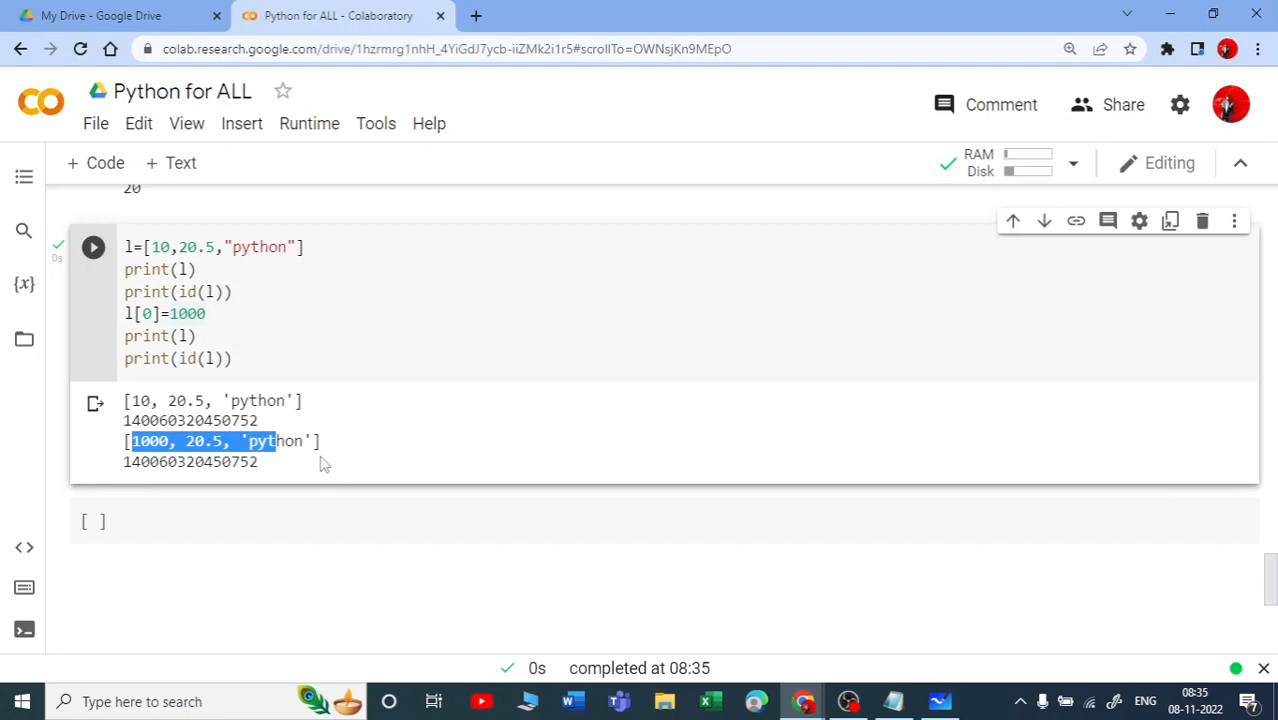 My Drive - Google Drive
Python for ALL - Colaboratory
colab.research.google.com/drive/1hzrmrg1nhH_4YiGdJ7ycb-iiZMk2i1r5#scrollTo=OWNsjKn9MEpO
Python for ALL
Comment
Share
File Edit View Insert Runtime Tools Help
+ Code + Text
RAM
Disk
Editing
20
l=[10,20.5,"python"]
print(l)
print(id(l))
l[0]=1000
print(l)
print(id(l))
0s
[10, 20.5, 'python']
140060320450752
[1000, 20.5, 'python']
140060320450752
{x}
[ ]
0s completed at 08:35
Type here to search
ENG
08:35
08-11-2022
7